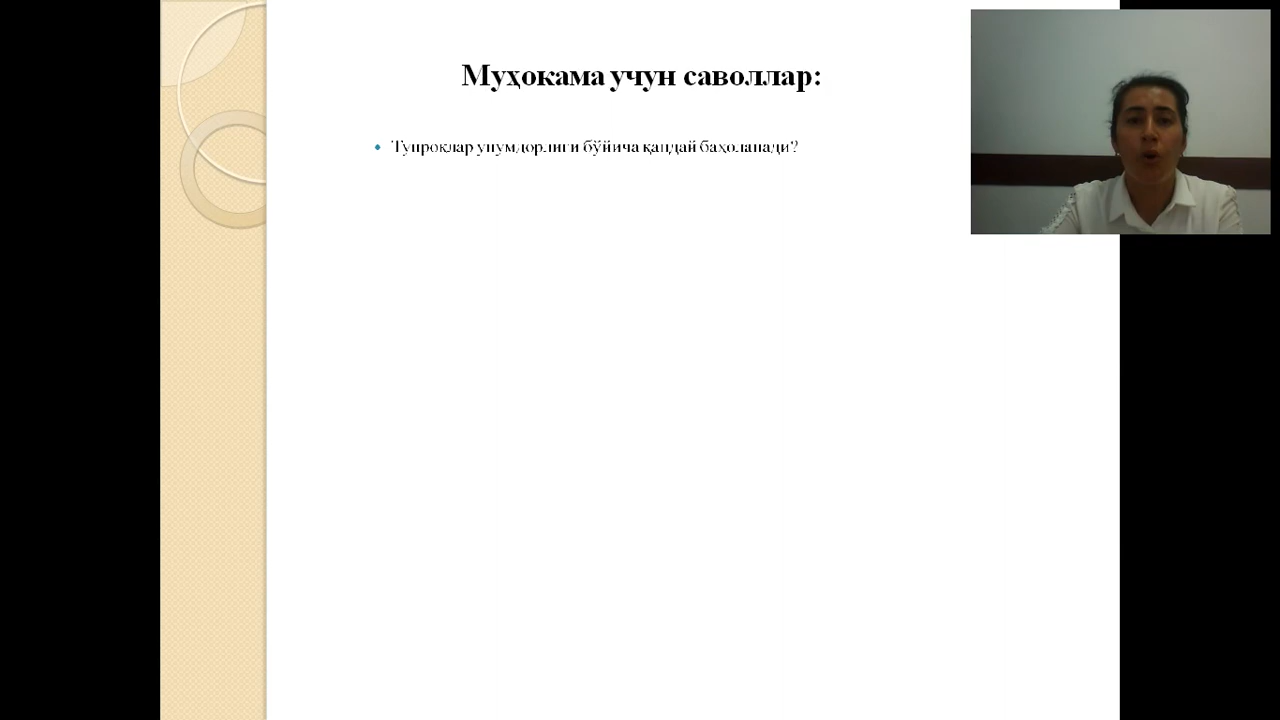 Муҳокама учун саволлар:
• Тупроқлар унумдорлиги бўйича қандай баҳоланади?